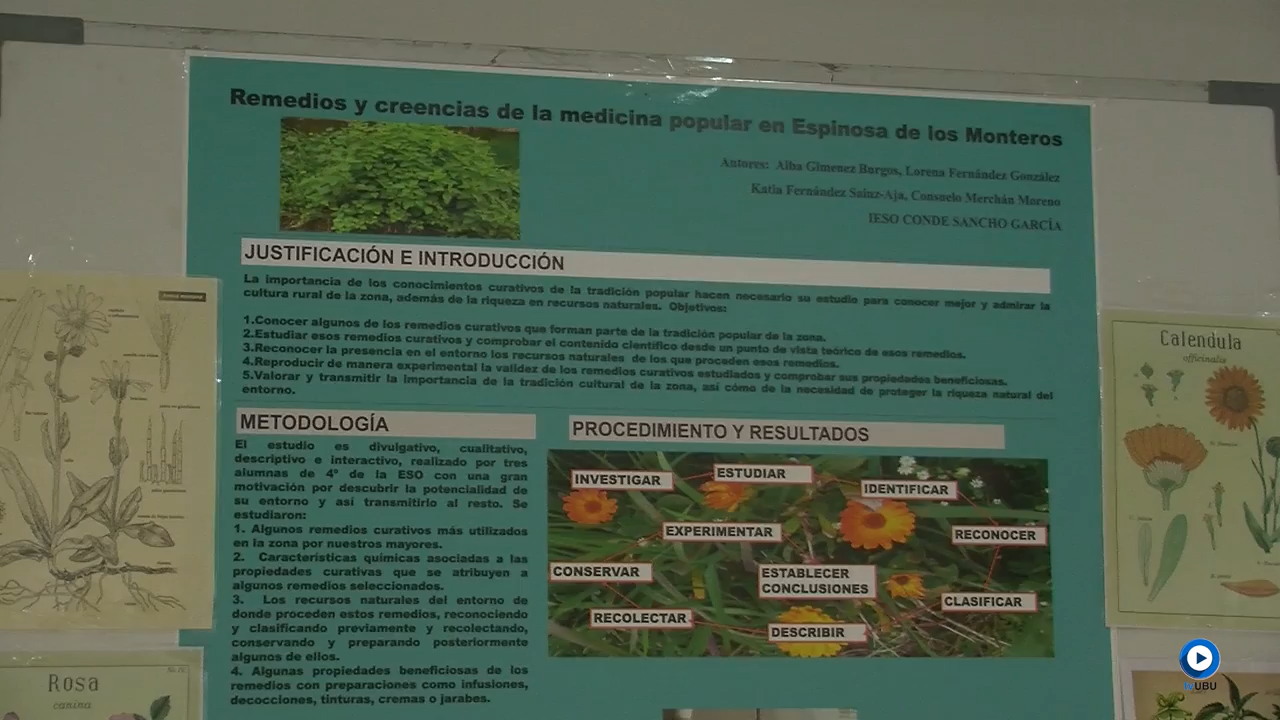 Remedios y creencias de la medicina popular en Espinosa de los Monteros
Autores: Alba Gimenez Burgos, Lorena Fernández González
Katia Fernández Sainz-Aja, Consuelo Merchán Moreno
IESO CONDE SANCHO GARCÍA
JUSTIFICACIÓN E INTRODUCCIÓN
La importancia de los conocimientos curativos de la tradición popular hacen necesario su estudio para conocer mejor y admirar la
cultura rural de la zona, además de la riqueza en recursos naturales. Objetivos:
1.Conocer algunos de los remedios curativos que forman parte de la tradición popular de la zona.
2.Estudiar esos remedios curativos y comprobar el contenido científico desde un punto de vista teórico de esos remedios.
3.Reconocer la presencia en el entorno los recursos naturales de los que proceden esos remedios.
4.Reproducir de manera experimental la validez de los remedios curativos estudiados y comprobar sus propiedades beneficiosas.
5.Valorar y transmitir la importancia de la tradición cultural de la zona, así cómo de la necesidad de proteger la riqueza natural del
entorno.
METODOLOGÍA
El estudio es divulgativo, cualitativo,
descriptivo e interactivo, realizado por tres
alumnas de 4º de la ESO con una gran
motivación por descubrir la potencialidad de
su entorno y así transmitirlo al resto. Se
estudiaron:
1. Algunos remedios curativos más utilizados
en la zona por nuestros mayores.
2. Características químicas asociadas a las
propiedades curativas que se atribuyen a
algunos remedios seleccionados.
3. Los recursos naturales del entorno de
donde proceden estos remedios, reconociendo
y clasificando previamente y recolectando,
conservando y preparando posteriormente
algunos de ellos.
4. Algunas propiedades beneficiosas de los
remedios con preparaciones como infusiones,
decocciones, tinturas, cremas o jarabes.
PROCEDIMIENTO Y RESULTADOS
INVESTIGAR
ESTUDIAR
IDENTIFICAR
EXPERIMENTAR
RECONOCER
CONSERVAR
ESTABLECER
CONCLUSIONES
CLASIFICAR
RECOLECTAR
DESCRIBIR
Calendula
officinalis
Rosa
canina
UBU